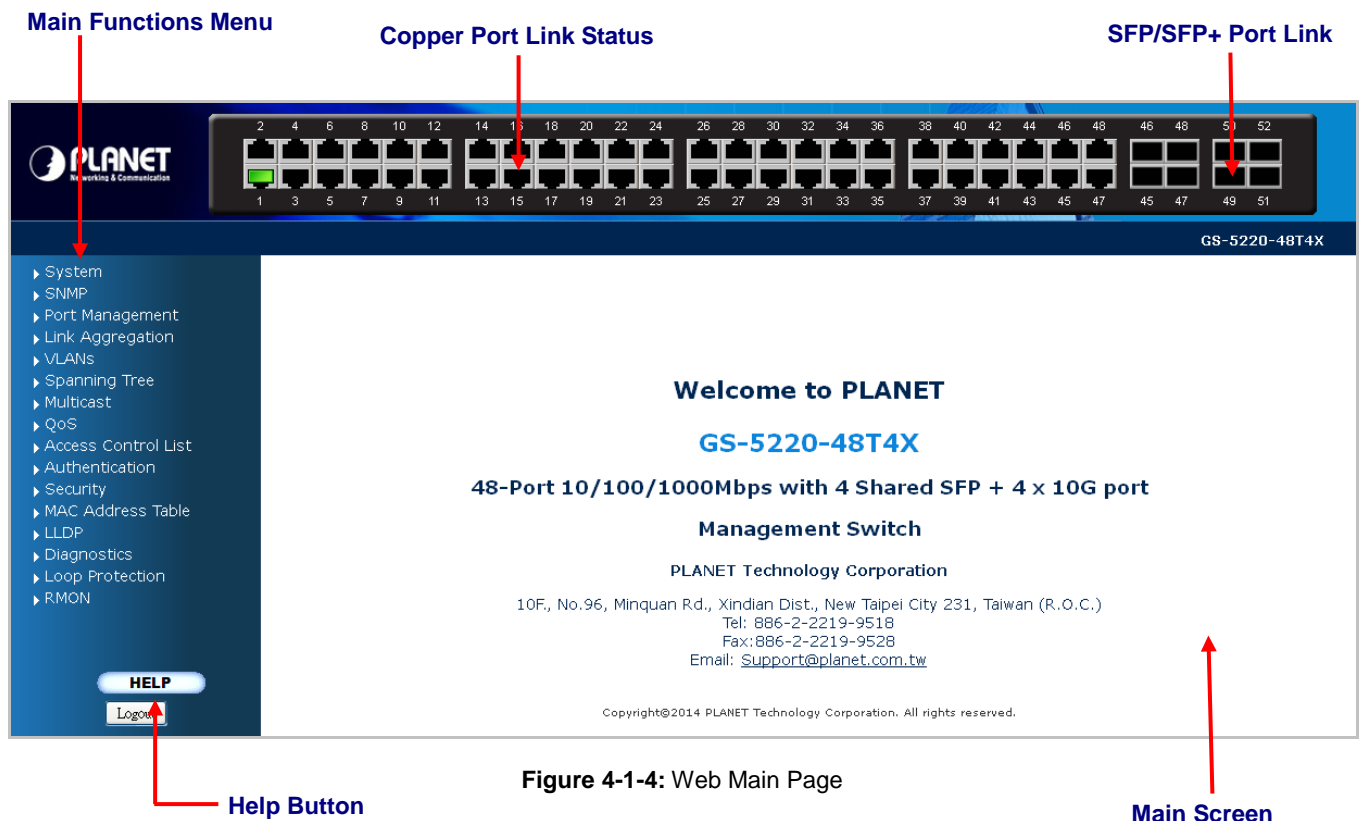 Main Functions Menu
Copper Port Link Status
SFP/SFP+ Port Link
PLANET
Networking & Communication
2 4 6 8 10 12 14 16 18 20 22 24 26 28 30 32 34 36 38 40 42 44 46 48 46 48 50 52
1 3 5 7 9 11 13 15 17 19 21 23 25 27 29 31 33 35 37 39 41 43 45 47 45 47 49 51
GS-5220-48T4X
System
SNMP
Port Management
Link Aggregation
VLANs
Spanning Tree
Multicast
QoS
Access Control List
Authentication
Security
MAC Address Table
LLDP
Diagnostics
Loop Protection
RMON
HELP
Logout
Welcome to PLANET
GS-5220-48T4X
48-Port 10/100/1000Mbps with 4 Shared SFP + 4 x 10G port
Management Switch
PLANET Technology Corporation
10F., No.96, Minquan Rd., Xindian Dist., New Taipei City 231, Taiwan (R.O.C.)
Tel: 886-2-2219-9518
Fax:886-2-2219-9528
Email: Support@planet.com.tw
Copyright©2014 PLANET Technology Corporation. All rights reserved.
Figure 4-1-4: Web Main Page
Help Button
Main Screen